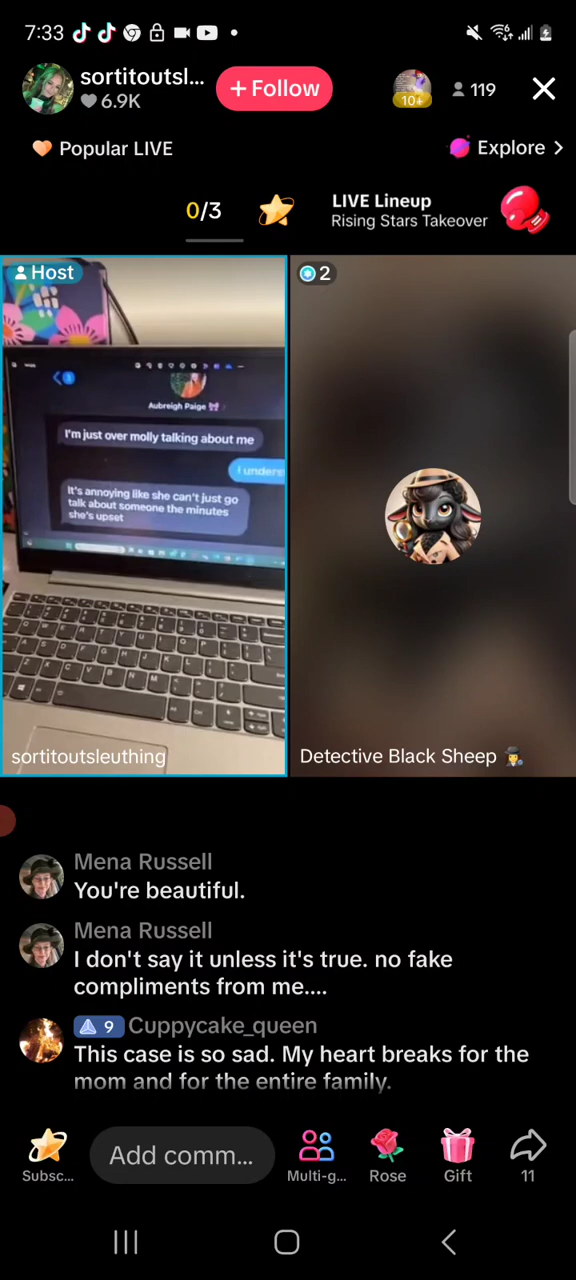 7:33
sortitoutsl...
+ Follow
10+
119
6.9K
Popular LIVE
Explore >
0/3
LIVE Lineup
Rising Stars Takeover
Host
2
3
Aubreigh Paige
I'm just over molly talking about me
I unders
It's annoying like she can't just go
talk about someone the minutes
she's upset
sortitoutsleuthing
Detective Black Sheep
Mena Russell
You're beautiful.
Mena Russell
I don't say it unless it's true. no fake
compliments from me....
9 Cuppycake_queen
This case is so sad. My heart breaks for the
mom and for the entire family.
Add comm...
Subsc...
Multi-g...
Rose
Gift
11